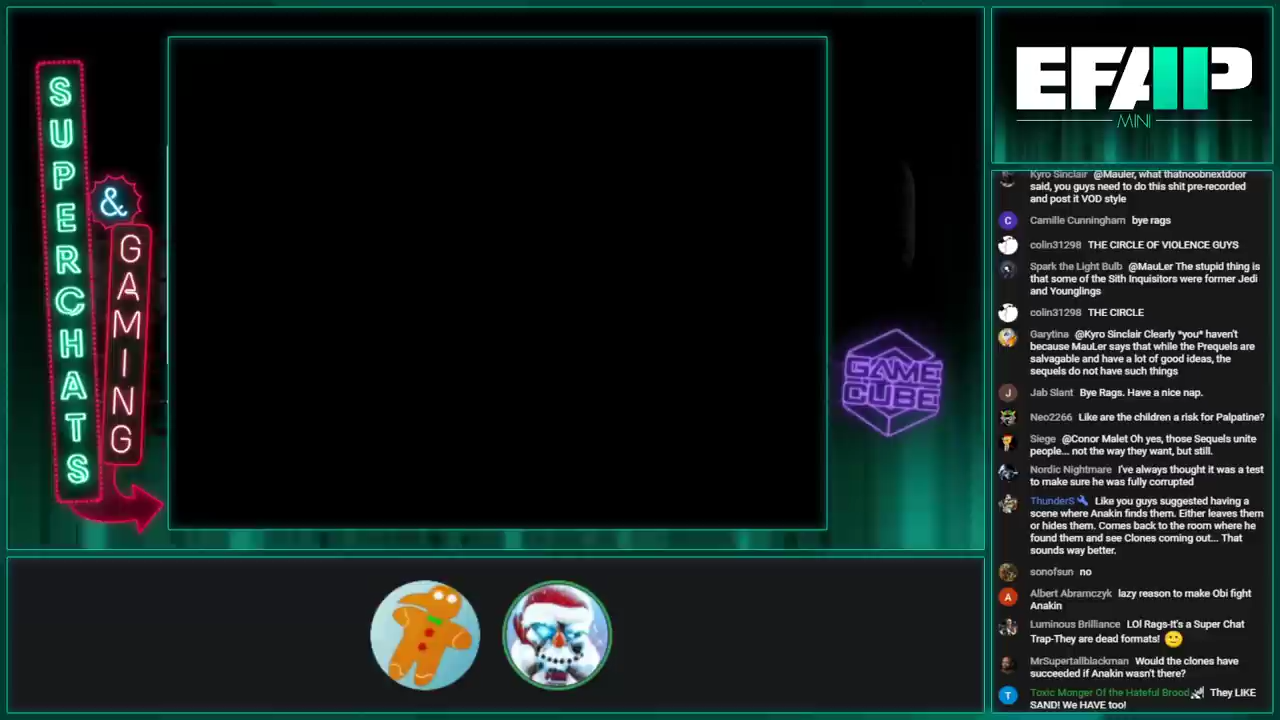 SUPERCHATS
&
GAMING
GAME
CUBE
EFAP
MINI
Kyro Sinclair @Mauler, what thatnoobnextdoor
said, you guys need to do this shit pre-recorded
and post it VOD style
Camille Cunningham bye rags
colin31298 THE CIRCLE OF VIOLENCE GUYS
Spark the Light Bulb @MauLer The stupid thing is
that some of the Sith Inquisitors were former Jedi
and Younglings
colin31298 THE CIRCLE
Garytina @Kyro Sinclair Clearly *you* haven't
because MauLer says that while the Prequels are
salvagable and have a lot of good ideas, the
sequels do not have such things
Jab Slant Bye Rags. Have a nice nap.
Neo2266 Like are the children a risk for Palpatine?
Siege @Conor Malet Oh yes, those Sequels unite
people... not the way they want, but still.
Nordic Nightmare I've always thought it was a test
to make sure he was fully corrupted
ThunderS Like you guys suggested having a
scene where Anakin finds them. Either leaves them
or hides them. Comes back to the room where he
found them and see Clones coming out... That
sounds way better.
sonofsun no
Albert Abramczyk lazy reason to make Obi fight
Anakin
Luminous Brilliance LOl Rags-It's a Super Chat
Trap-They are dead formats!
MrSupertallblackman Would the clones have
succeeded if Anakin wasn't there?
Toxic Monger Of the Hateful Brood They LIKE
SAND! We HAVE too!